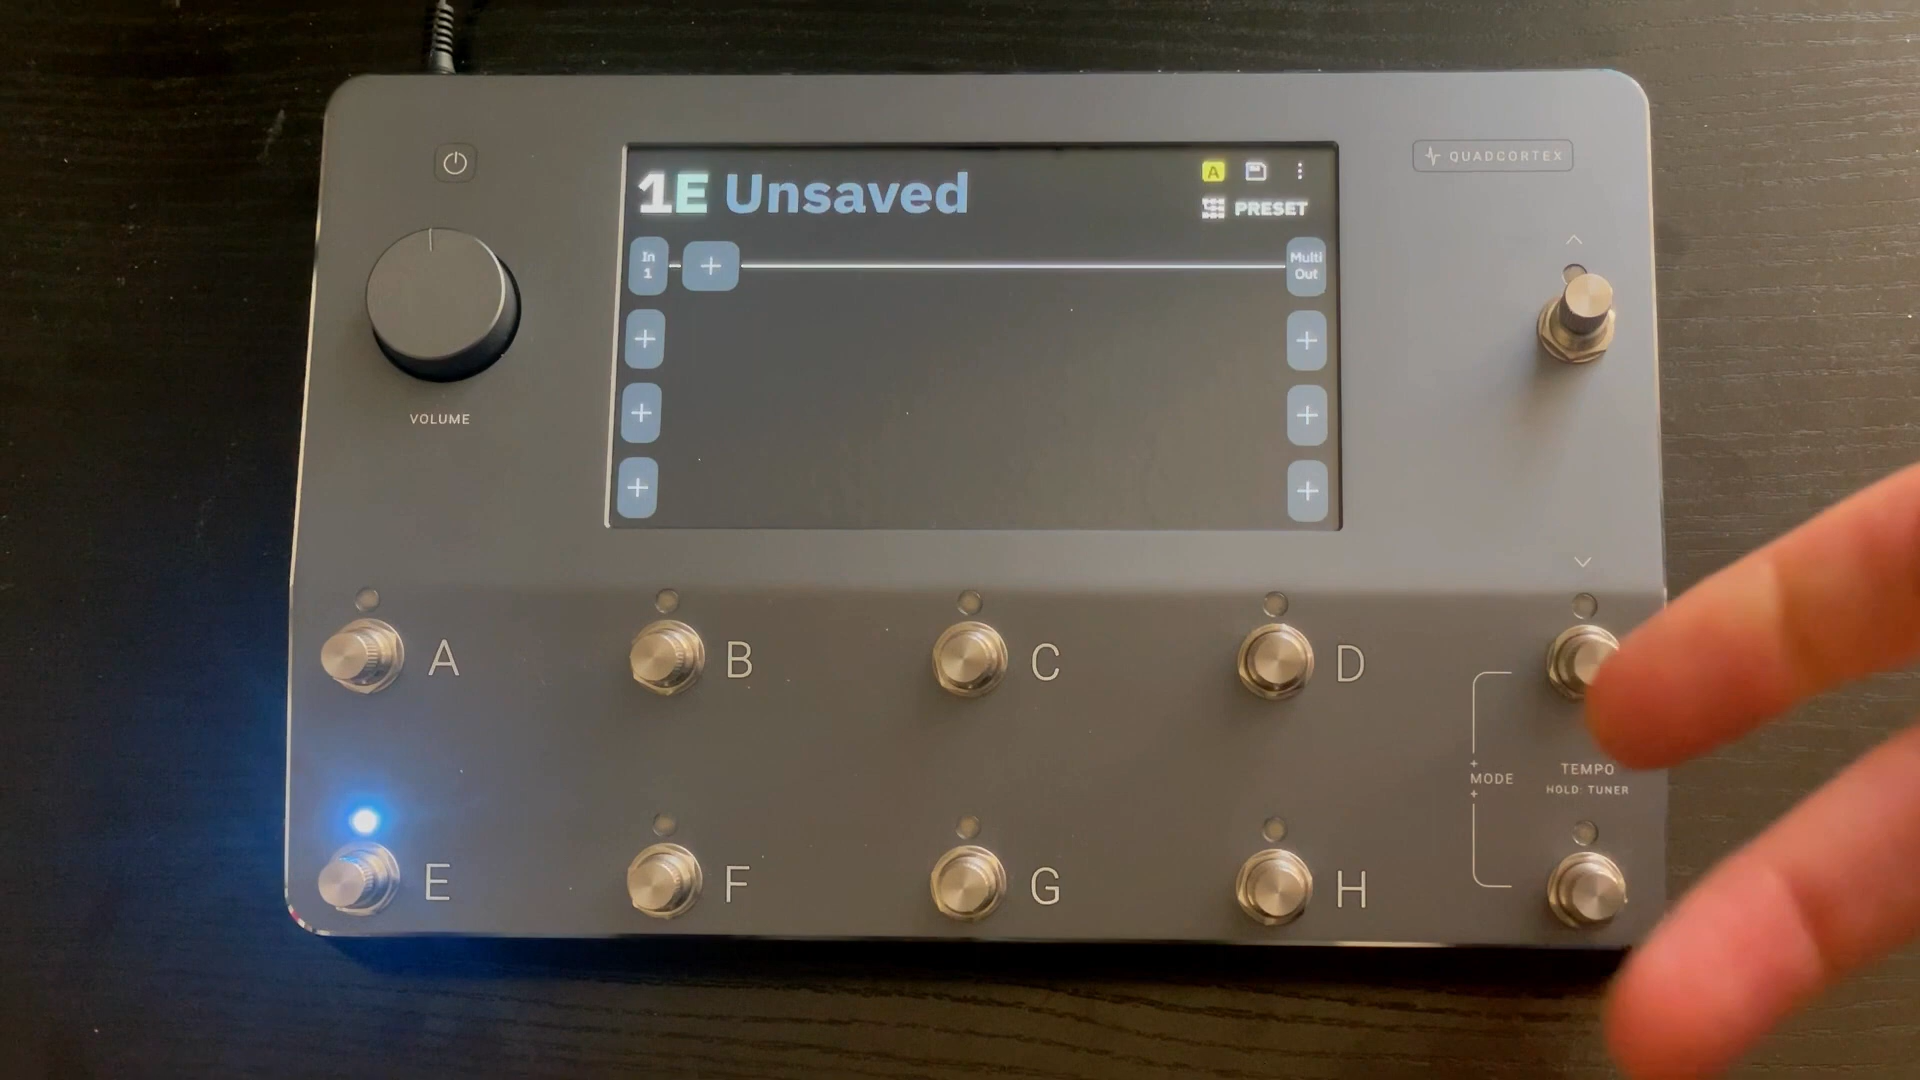 QUADCORTEX
1E Unsaved
A
PRESET
In
1
+
Multi
Out
+
+
+
+
+
+
VOLUME
A
B
C
D
+
MODE
+
TEMPO
HOLD: TUNER
E
F
G
H